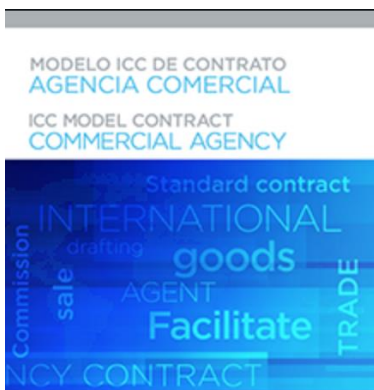 MODELO ICC DE CONTRATO
AGENCIA COMERCIAL
ICC MODEL CONTRACT
COMMERCIAL AGENCY
Standard contract
INTERNATIONAL
drafting
goods
Commission
sale
AGENT
TRADE
Facilitate
NCY CONTRACT